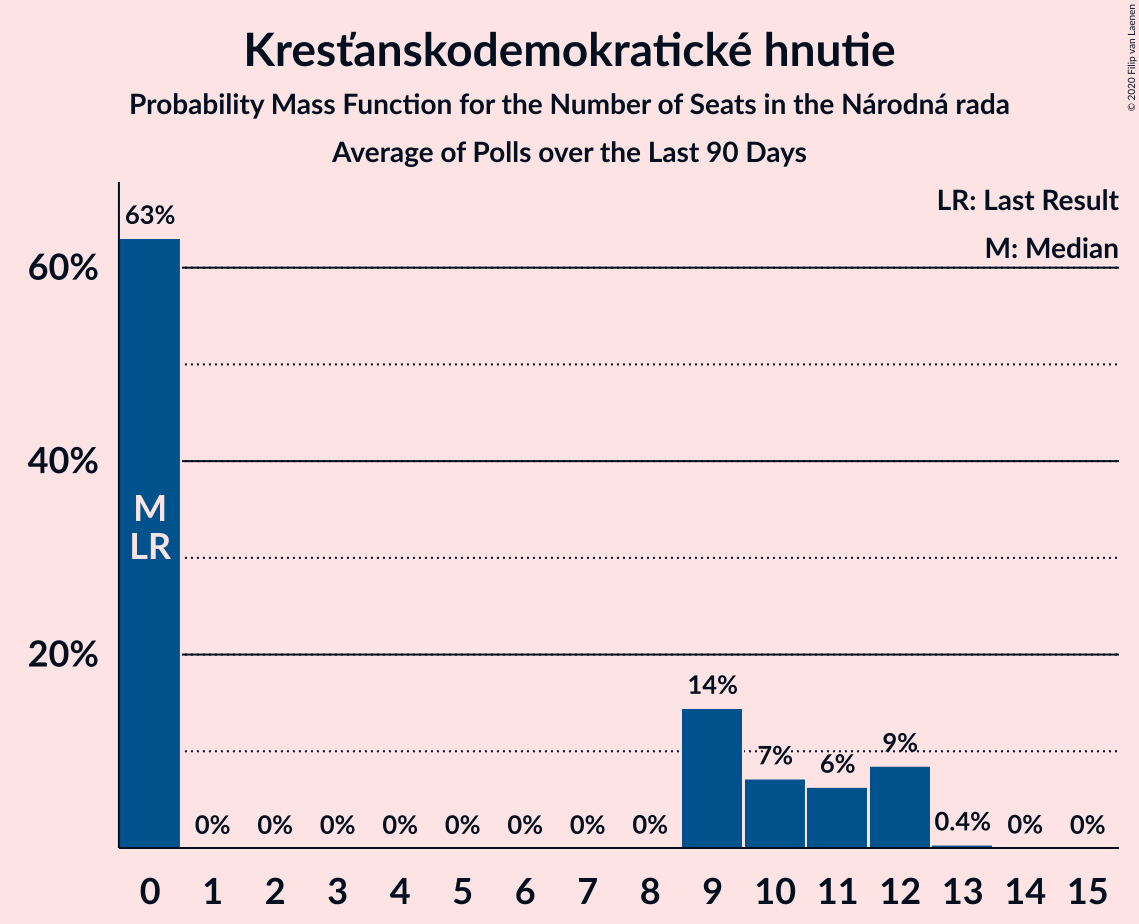 Kresťanskodemokratické hnutie
Probability Mass Function for the Number of Seats in the Národná rada
Average of Polls over the Last 90 Days
© 2020 Filip van Laenen
LR: Last Result
M: Median
63%
60%
40%
M
LR
20%
14%
7%
6%
9%
0% 0% 0% 0% 0% 0% 0% 0% 0.4% 0% 0%
0 1 2 3 4 5 6 7 8 9 10 11 12 13 14 15